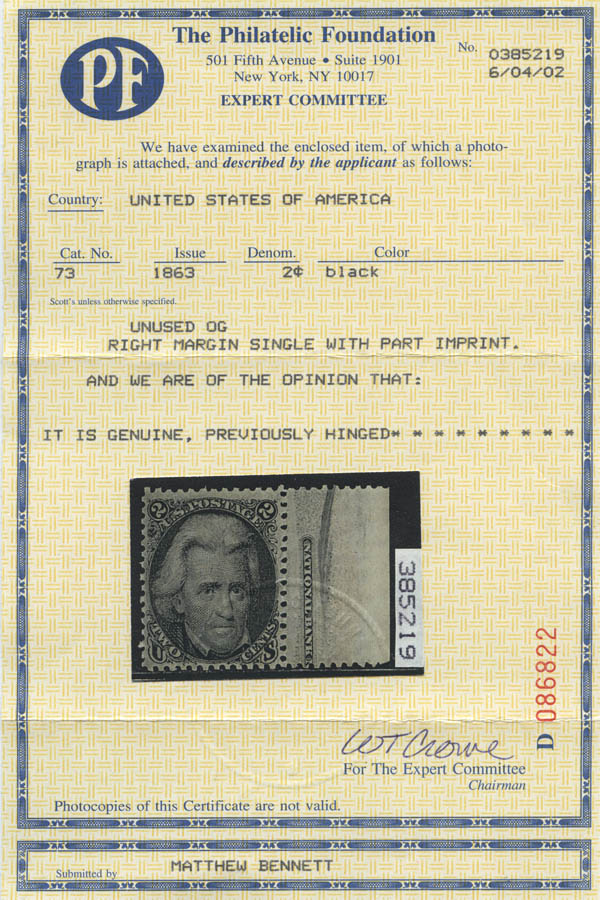 PF
The Philatelic Foundation
501 Fifth Avenue • Suite 1901
New York, NY 10017
EXPERT COMMITTEE
No. 0385219
6/04/02
We have examined the enclosed item, of which a photo-
graph is attached, and described by the applicant as follows:
Country: UNITED STATES OF AMERICA
Cat. No. Issue Denom. Color
73 1863 2¢ black
Scott's unless otherwise specified.
UNUSED OG
RIGHT MARGIN SINGLE WITH PART IMPRINT.
AND WE ARE OF THE OPINION THAT:
IT IS GENUINE, PREVIOUSLY HINGED* * * * * * * * *
2 U.S. POSTAGE 2
U TWO CENTS S
NATIONAL BANK
385219
D 086822
WT Crowe
For The Expert Committee
Chairman
Photocopies of this Certificate are not valid.
Submitted by MATTHEW BENNETT